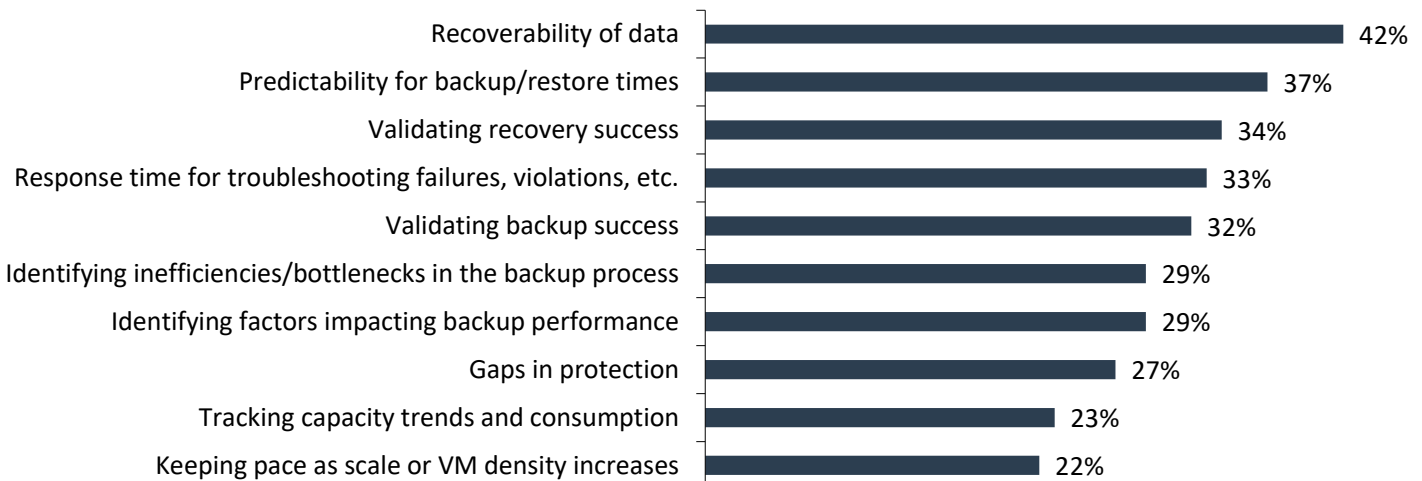 Recoverability of data 42%
Predictability for backup/restore times 37%
Validating recovery success 34%
Response time for troubleshooting failures, violations, etc. 33%
Validating backup success 32%
Identifying inefficiencies/bottlenecks in the backup process 29%
Identifying factors impacting backup performance 29%
Gaps in protection 27%
Tracking capacity trends and consumption 23%
Keeping pace as scale or VM density increases 22%